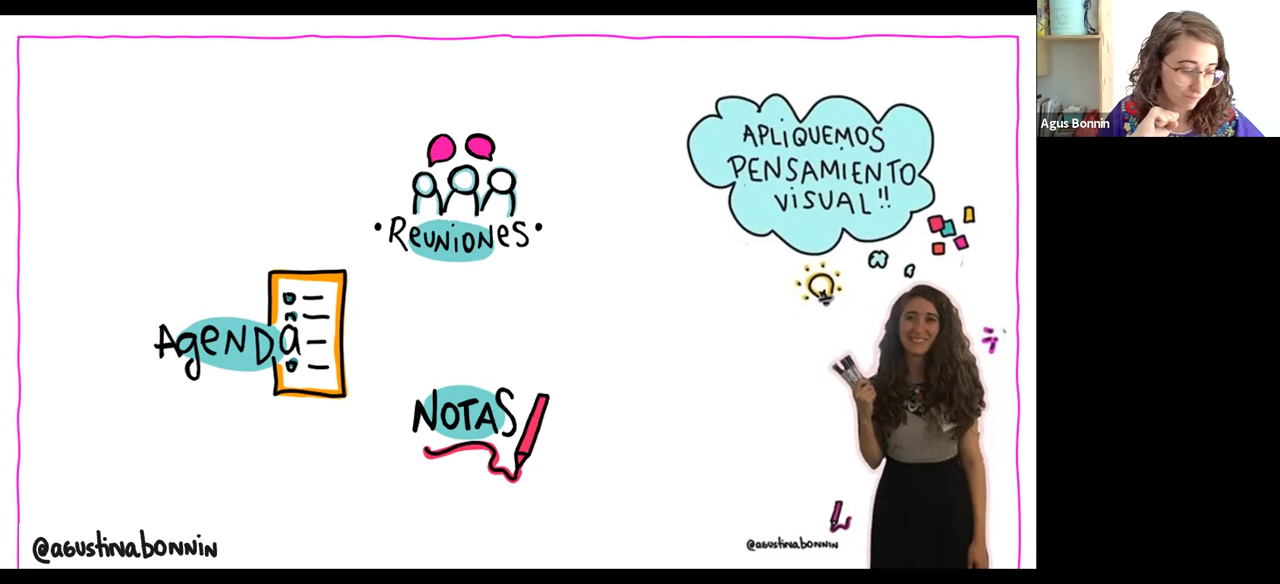 Agus Bonnin
APLIQUEMOS
PENSAMIENTO
VISUAL!!
•REUNIONES•
AGENDA
NOTAS
@agustinabonnin
@agustinabonnin